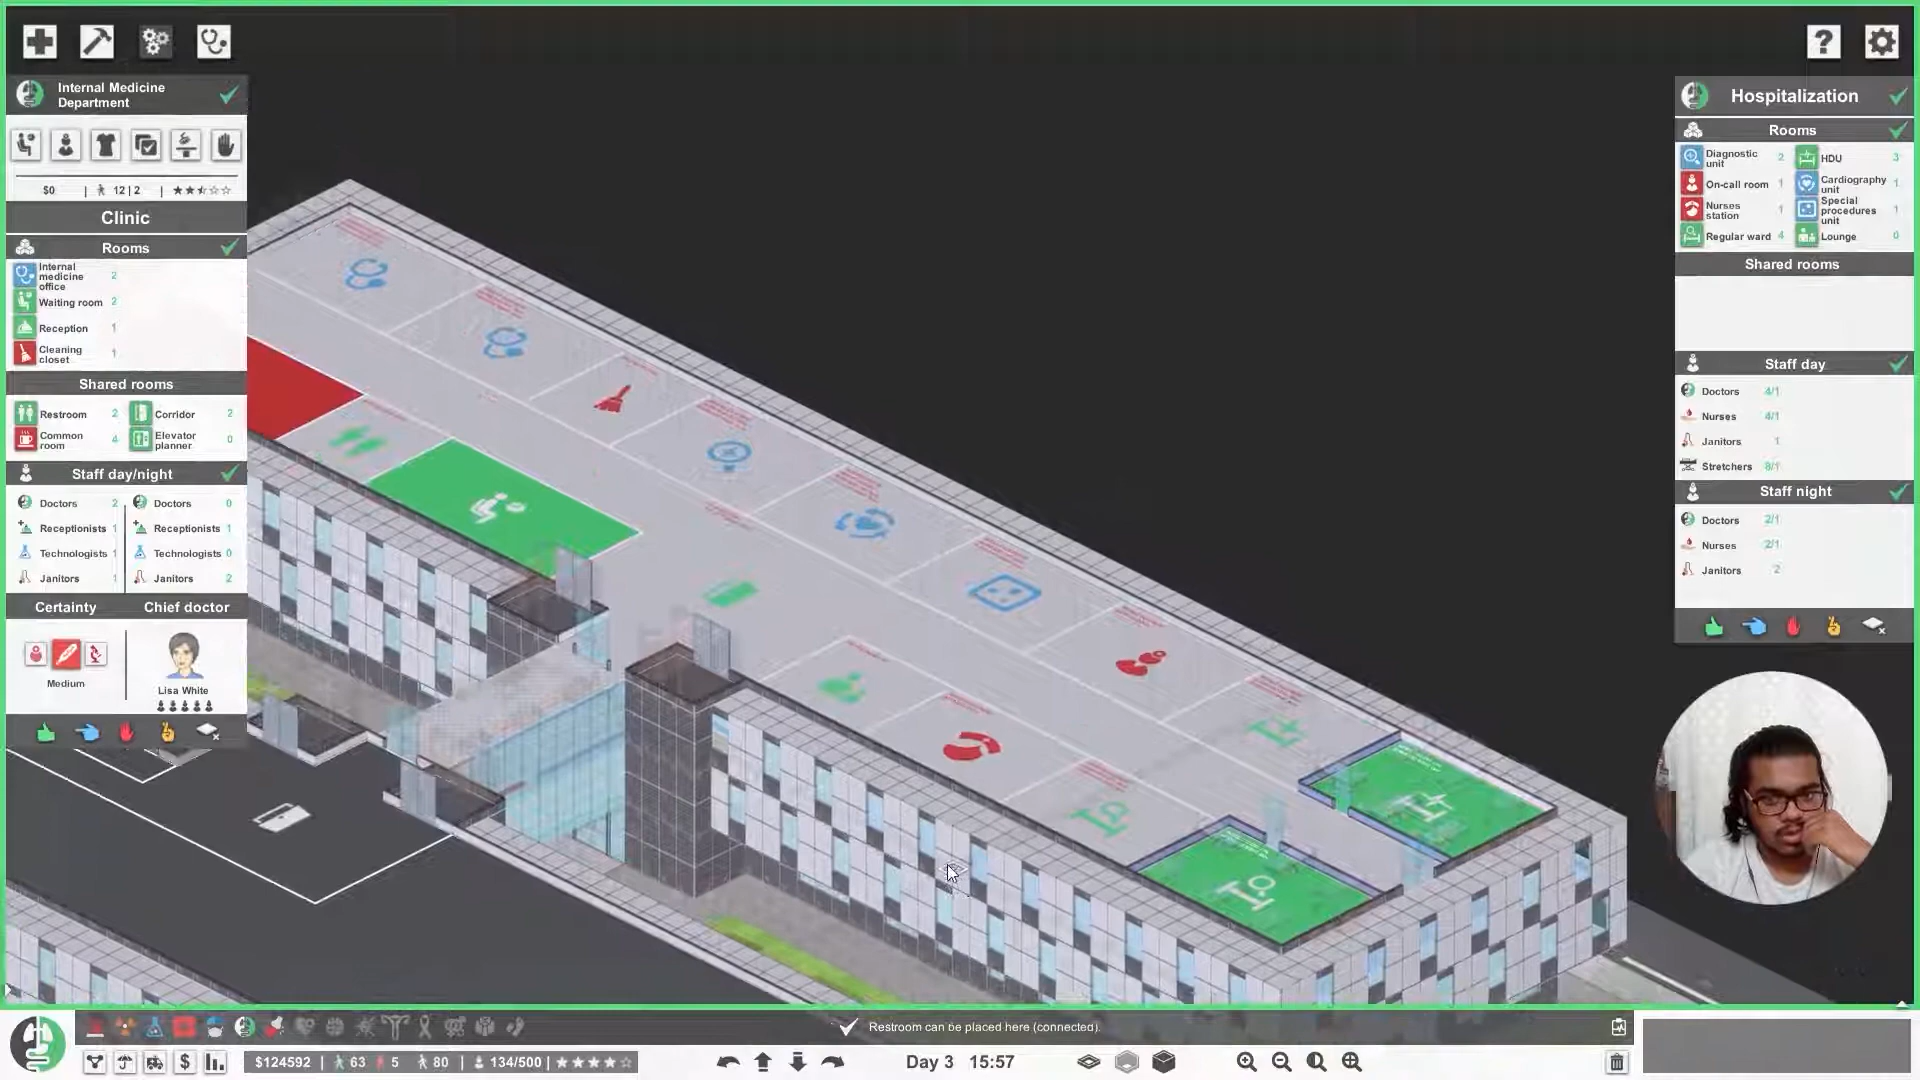 Internal Medicine
Department
$0 | 12|2 |
Clinic
Rooms
Internal
medicine
office 2
Waiting room 2
Reception 1
Cleaning
closet 1
Shared rooms
Restroom 2 Corridor 2
Common
room 4 Elevator
planner 0
Staff day/night
Doctors 2 Doctors 0
Receptionists 1 Receptionists 1
Technologists 1 Technologists 0
Janitors 1 Janitors 2
Certainty Chief doctor
Medium Lisa White
Hospitalization
Rooms
Diagnostic
unit 2 HDU 3
On-call room 1 Cardiography
unit 1
Nurses
station 1 Special
procedures
unit 1
Regular ward 4 Lounge 0
Shared rooms
Staff day
Doctors 4/1
Nurses 4/1
Janitors 1
Stretchers 8/1
Staff night
Doctors 2/1
Nurses 2/1
Janitors 2
Restroom can be placed here (connected).
$124592 | 63 5 | 80 | 134/500 |
Day 3 15:57